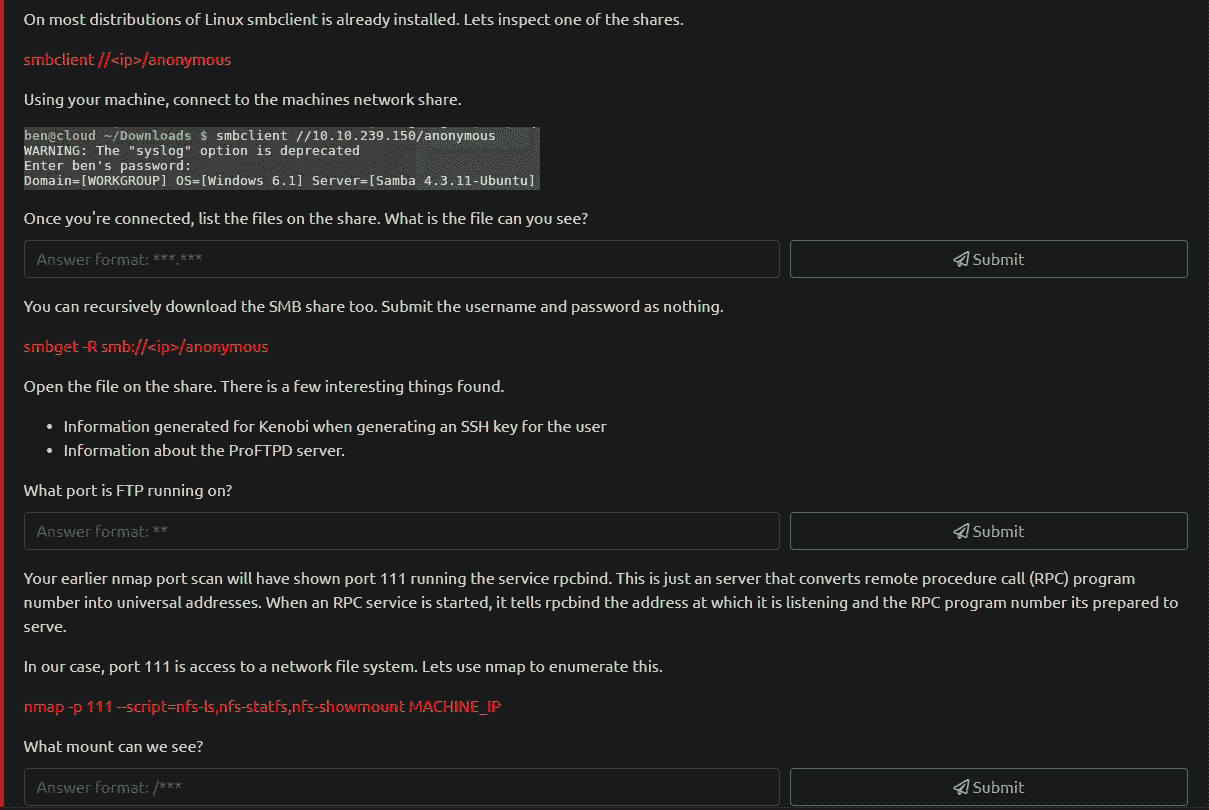 On most distributions of Linux smbclient is already installed. Lets inspect one of the shares.
smbclient //<ip>/anonymous
Using your machine, connect to the machines network share.
ben@cloud ~/Downloads $ smbclient //10.10.239.150/anonymous
WARNING: The "syslog" option is deprecated
Enter ben's password:
Domain=[WORKGROUP] OS=[Windows 6.1] Server=[Samba 4.3.11-Ubuntu]
Once you're connected, list the files on the share. What is the file can you see?
Answer format: ***.***
Submit
You can recursively download the SMB share too. Submit the username and password as nothing.
smbget -R smb://<ip>/anonymous
Open the file on the share. There is a few interesting things found.
• Information generated for Kenobi when generating an SSH key for the user
• Information about the ProFTPD server.
What port is FTP running on?
Answer format: **
Submit
Your earlier nmap port scan will have shown port 111 running the service rpcbind. This is just an server that converts remote procedure call (RPC) program
number into universal addresses. When an RPC service is started, it tells rpcbind the address at which it is listening and the RPC program number its prepared to
serve.
In our case, port 111 is access to a network file system. Lets use nmap to enumerate this.
nmap -p 111 --script=nfs-ls,nfs-statfs,nfs-showmount MACHINE_IP
What mount can we see?
Answer format: /***
Submit